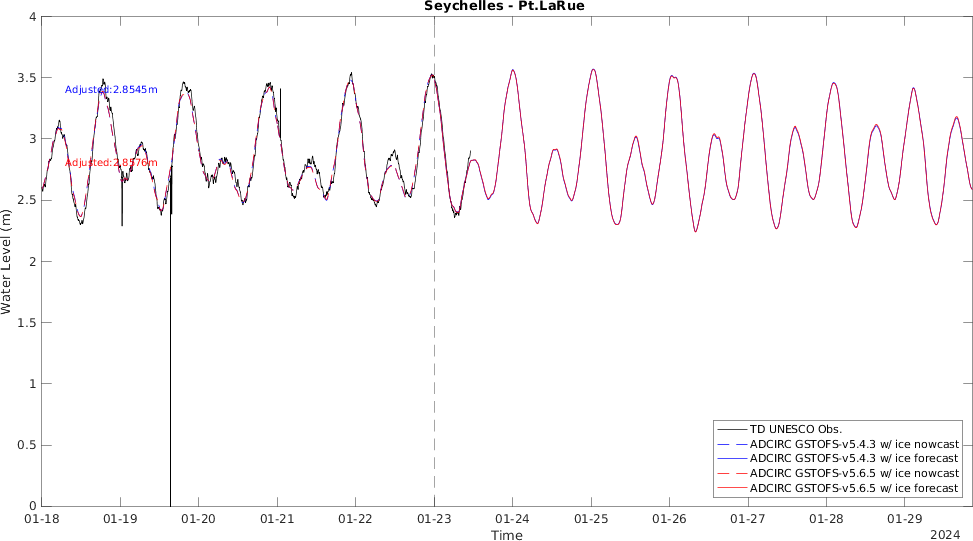 Seychelles - Pt.LaRue
4
3.5
3
2.5
2
1.5
1
0.5
0
Water Level (m)
Adjusted:2.8545m
Adjusted:2.8576m
TD UNESCO Obs.
ADCIRC GSTOFS-v5.4.3 w/ ice nowcast
ADCIRC GSTOFS-v5.4.3 w/ ice forecast
ADCIRC GSTOFS-v5.6.5 w/ ice nowcast
ADCIRC GSTOFS-v5.6.5 w/ ice forecast
01-18 01-19 01-20 01-21 01-22 01-23 01-24 01-25 01-26 01-27 01-28 01-29
Time
2024